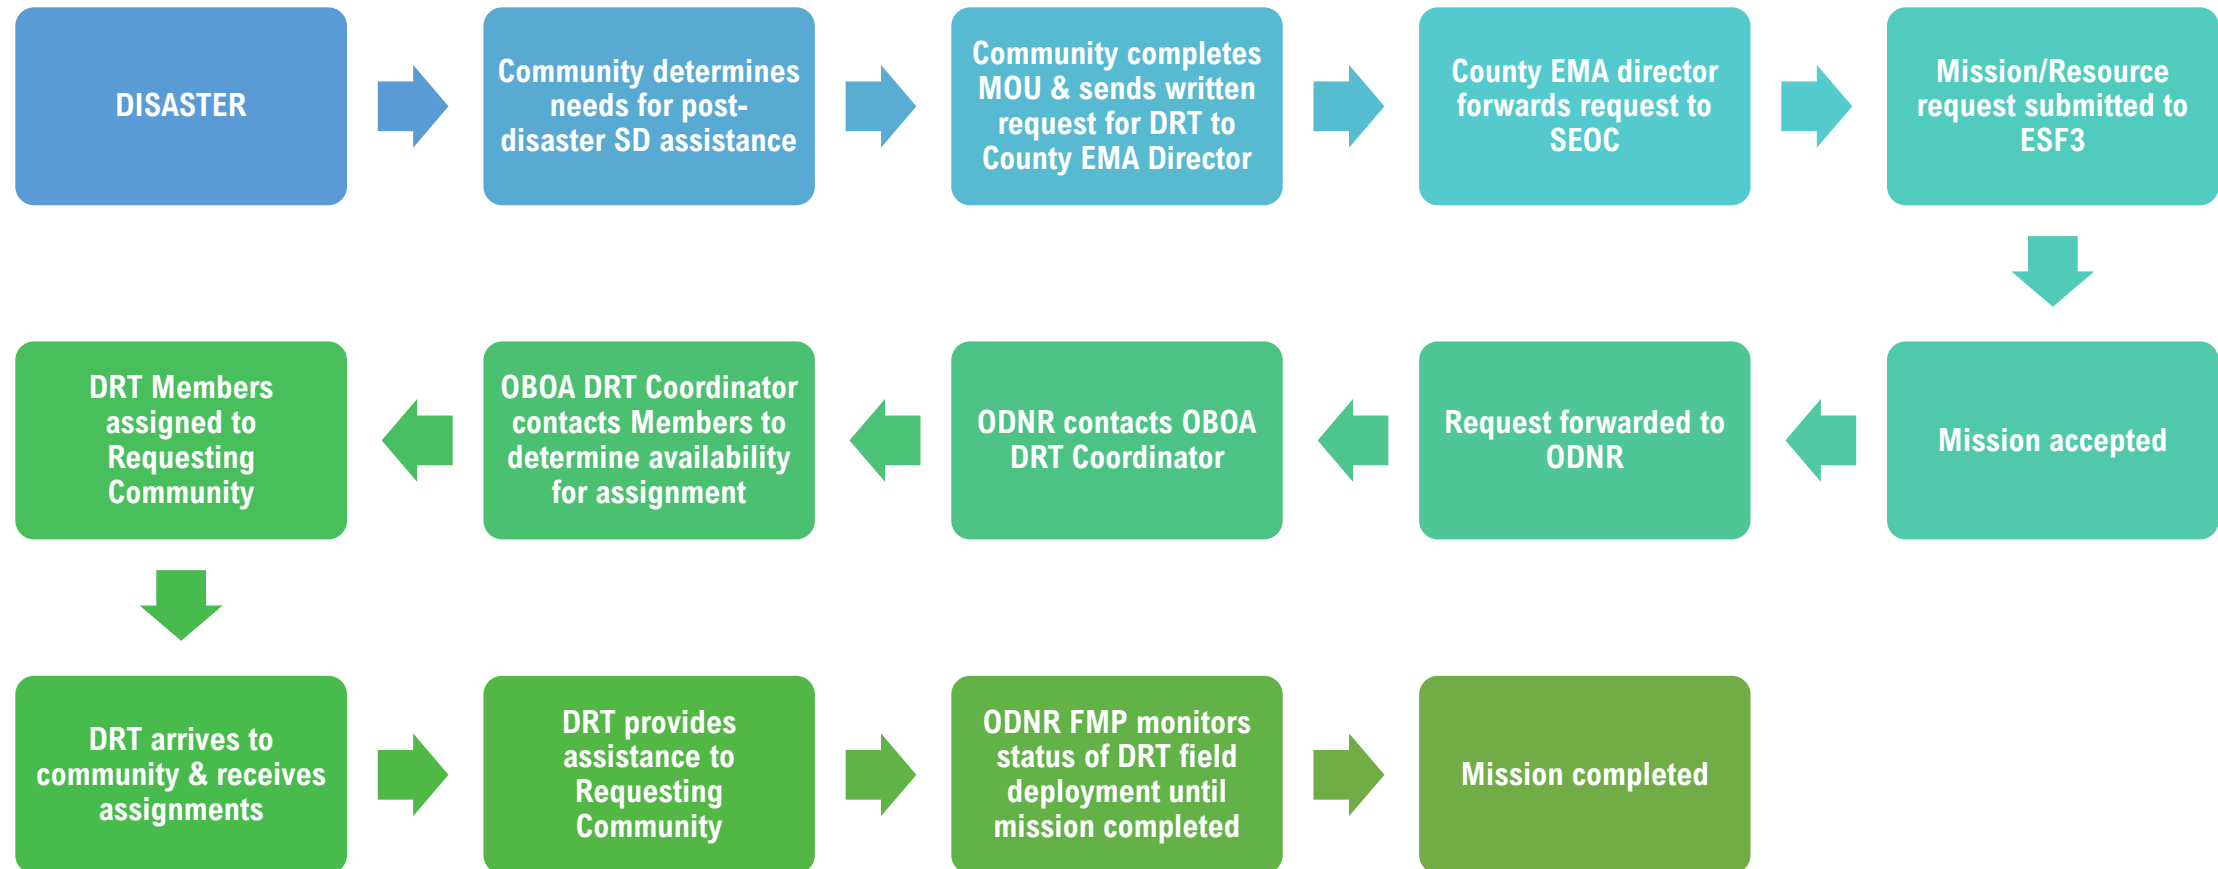 DISASTER
Community determines
needs for post-
disaster SD assistance
Community completes
MOU & sends written
request for DRT to
County EMA Director
County EMA director
forwards request to
SEOC
Mission/Resource
request submitted to
ESF3
Mission accepted
Request forwarded to
ODNR
ODNR contacts OBOA
DRT Coordinator
OBOA DRT Coordinator
contacts Members to
determine availability
for assignment
DRT Members
assigned to
Requesting
Community
DRT arrives to
community & receives
assignments
DRT provides
assistance to
Requesting
Community
ODNR FMP monitors
status of DRT field
deployment until
mission completed
Mission completed